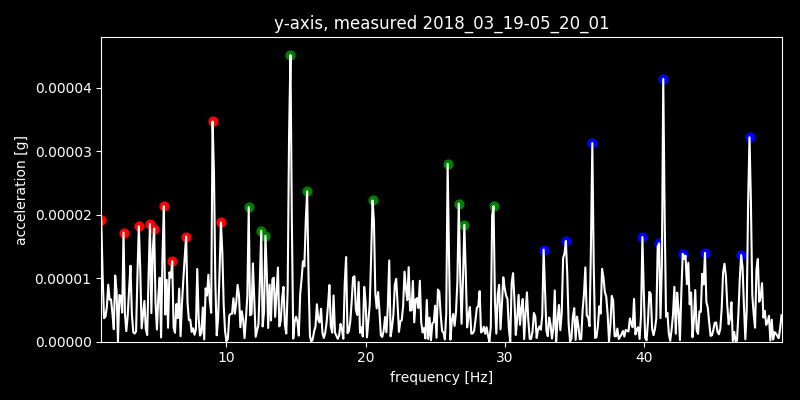 y-axis, measured 2018_03_19-05_20_01
0.00004
0.00003
0.00002
0.00001
0.00000
acceleration [g]
10 20 30 40
frequency [Hz]